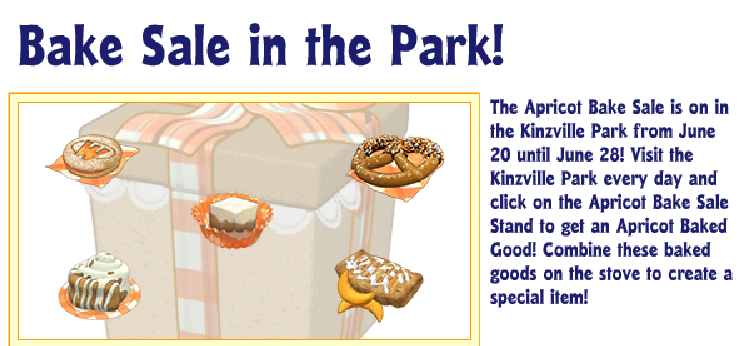 Bake Sale in the Park!
The Apricot Bake Sale is on in
the Kinzville Park from June
20 until June 28! Visit the
Kinzville Park every day and
click on the Apricot Bake Sale
Stand to get an Apricot Baked
Good! Combine these baked
goods on the stove to create a
special item!